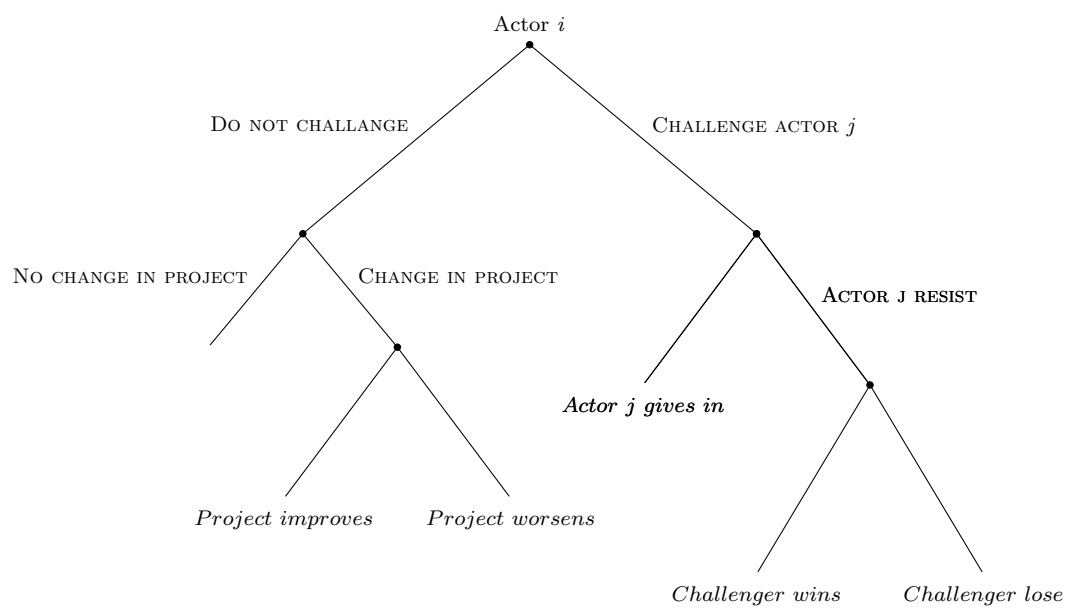 Actor i
Do not challange
Challenge actor j
No change in project
Change in project
Actor j resist
Actor j gives in
Project improves
Project worsens
Challenger wins
Challenger lose